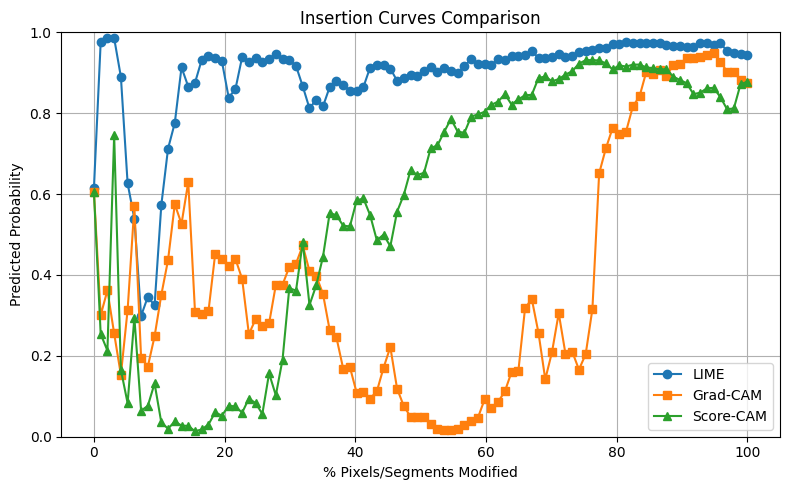 Insertion Curves Comparison
Predicted Probability
1.0
0.8
0.6
0.4
0.2
0.0
0
20
40
60
80
100
% Pixels/Segments Modified
LIME
Grad-CAM
Score-CAM